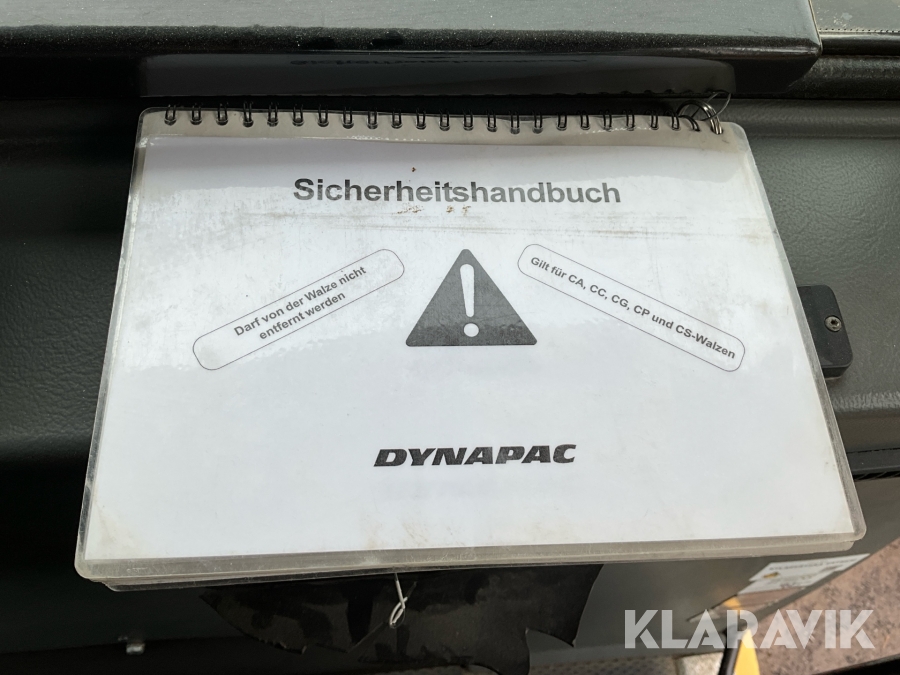 Sicherheitshandbuch
Darf von der Walze nicht
entfernt werden
Gilt für CA, CC, CG, CP und CS-Walzen
DYNAPAC
KLARAVIK